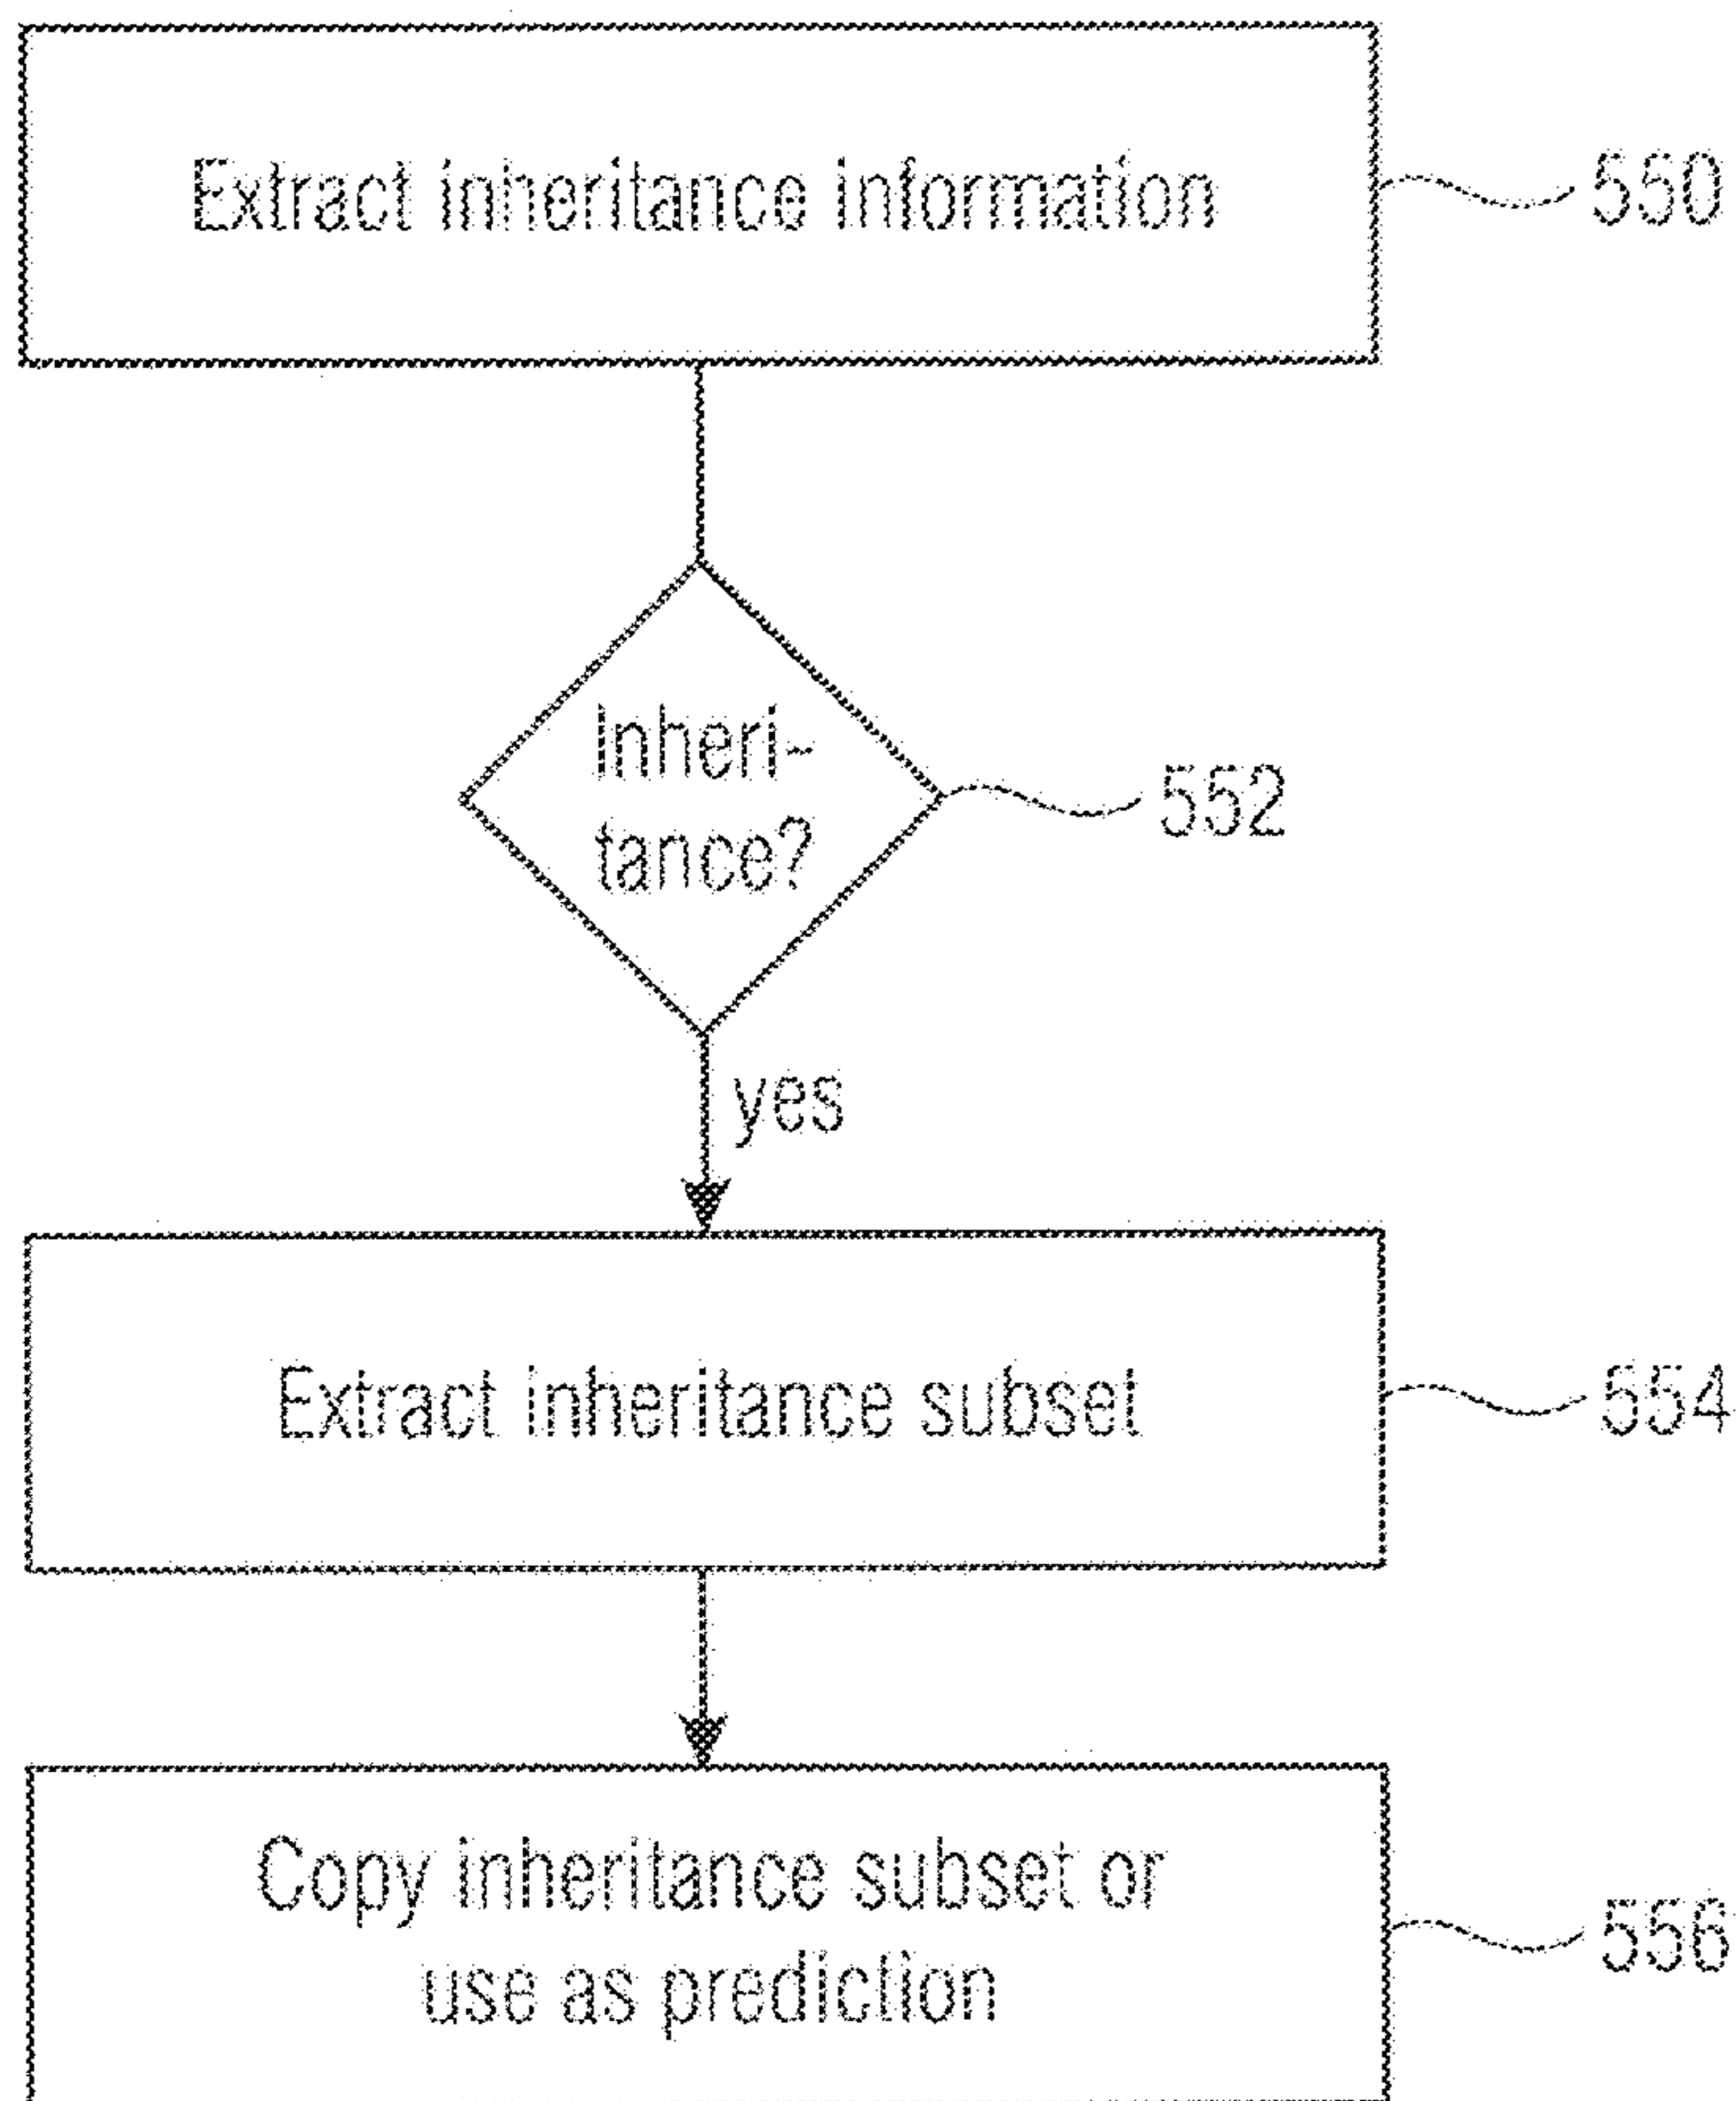 Extract inheritance information
550
Inheri-
tance?
552
yes
Extract inheritance subset
554
Copy inheritance subset or
use as prediction
556